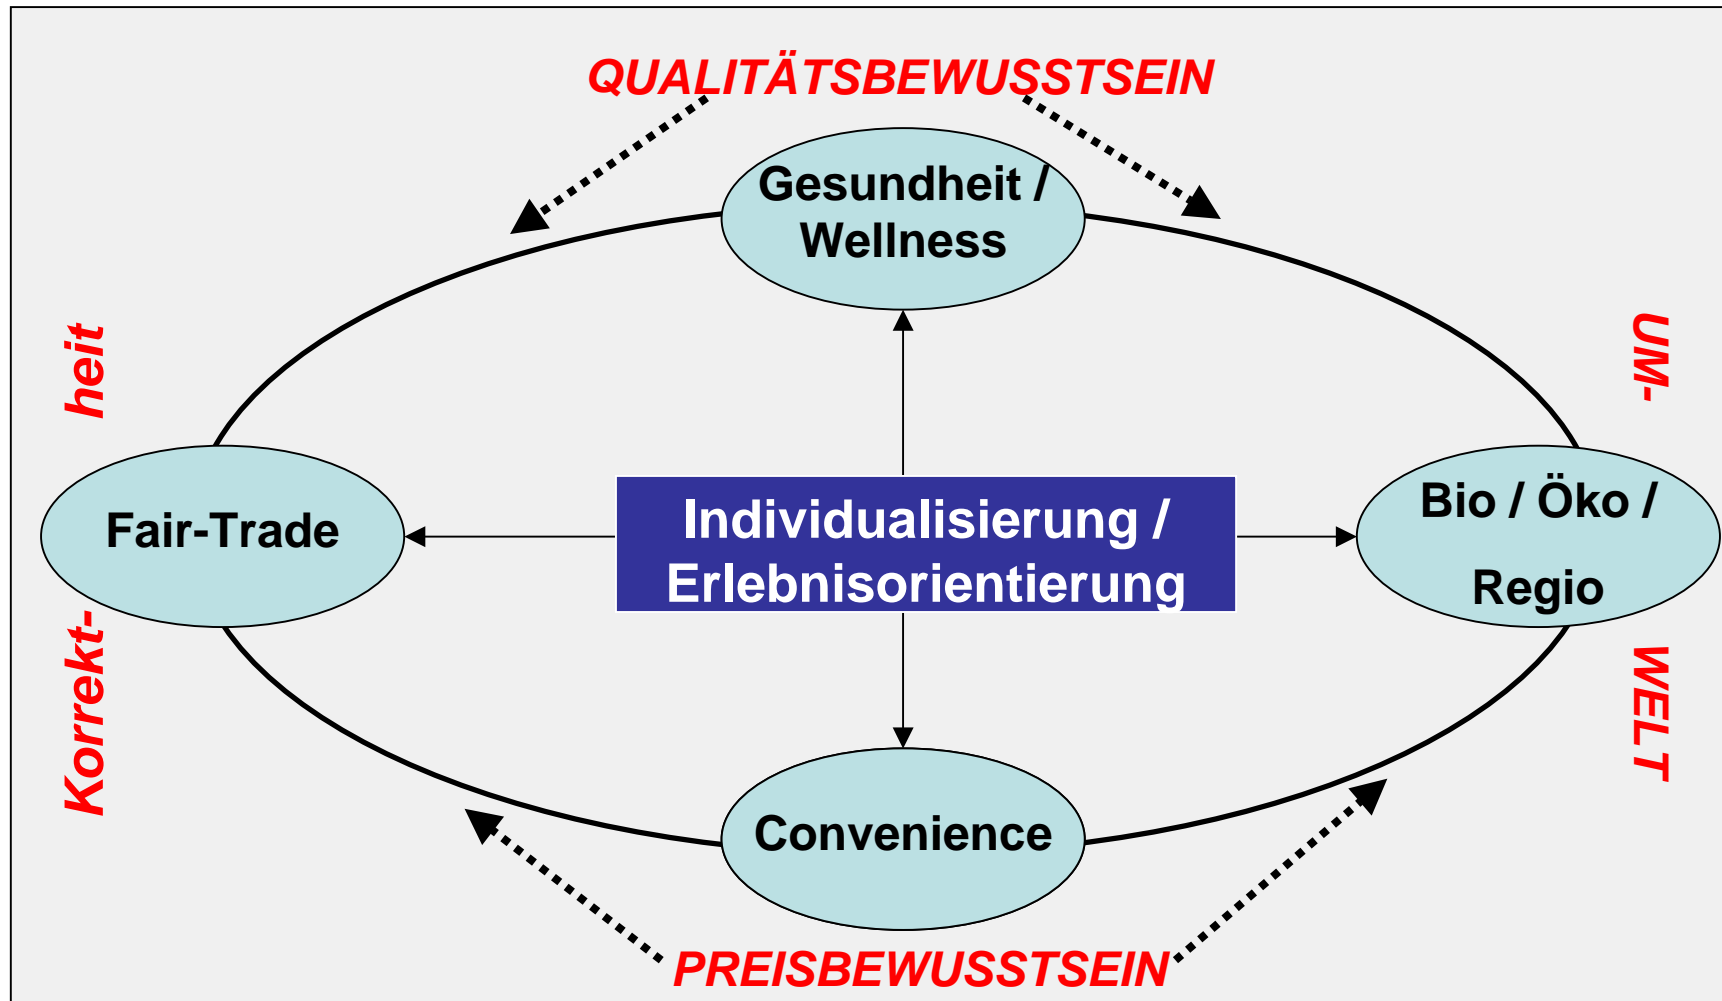 QUALITÄTSBEWUSSTSEIN
Gesundheit /
Wellness
heit
UM-
Fair-Trade
Individualisierung /
Erlebnisorientierung
Bio / Öko /
Regio
Korrekt-
WELT
Convenience
PREISBEWUSSTSEIN